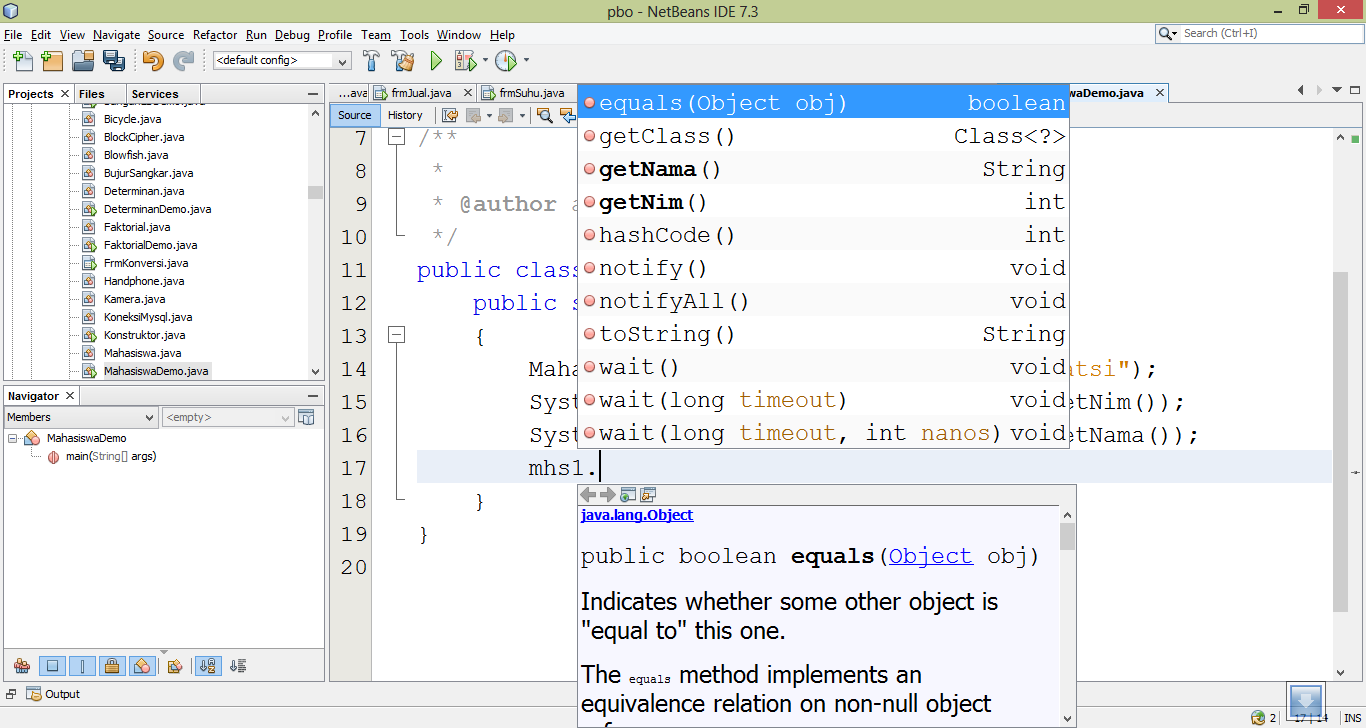 pbo - NetBeans IDE 7.3
File Edit View Navigate Source Refactor Run Debug Profile Team Tools Window Help
Search (Ctrl+I)
<default config>
Projects Files Services
Bicycle.java
BlockCipher.java
Blowfish.java
BujurSangkar.java
Determinan.java
DeterminanDemo.java
Faktorial.java
FaktorialDemo.java
FrmKonversi.java
Handphone.java
Kamera.java
KoneksiMysql.java
Konstruktor.java
Mahasiswa.java
MahasiswaDemo.java
Navigator
Members <empty>
MahasiswaDemo
main(String[] args)
...ava frmJual.java frmSuhu.java waDemo.java
Source History
7 /**
8 *
9 * @author a
10 */
11 public class
12 public s
13 {
14 Maha tsi");
15 Syst etNim());
16 Syst etNama());
17 mhs1.
18 }
19 }
20
equals(Object obj) boolean
getClass() Class<?>
getNama() String
getNim() int
hashCode() int
notify() void
notifyAll() void
toString() String
wait() void
wait(long timeout) void
wait(long timeout, int nanos) void
java.lang.Object
public boolean equals(Object obj)
Indicates whether some other object is
"equal to" this one.
The equals method implements an
equivalence relation on non-null object
Output
2 17|14 INS